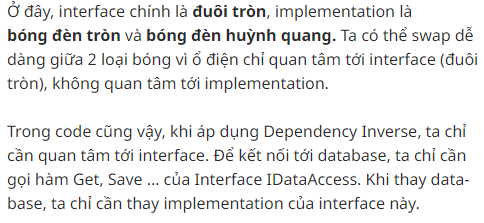 Ở đây, interface chính là đuôi tròn, implementation là
bóng đèn tròn và bóng đèn huỳnh quang. Ta có thể swap dễ
dàng giữa 2 loại bóng vì ổ điện chỉ quan tâm tới interface (đuôi
tròn), không quan tâm tới implementation.
Trong code cũng vậy, khi áp dụng Dependency Inverse, ta chỉ
cần quan tâm tới interface. Để kết nối tới database, ta chỉ cần
gọi hàm Get, Save ... của Interface IDataAccess. Khi thay data-
base, ta chỉ cần thay implementation của interface này.